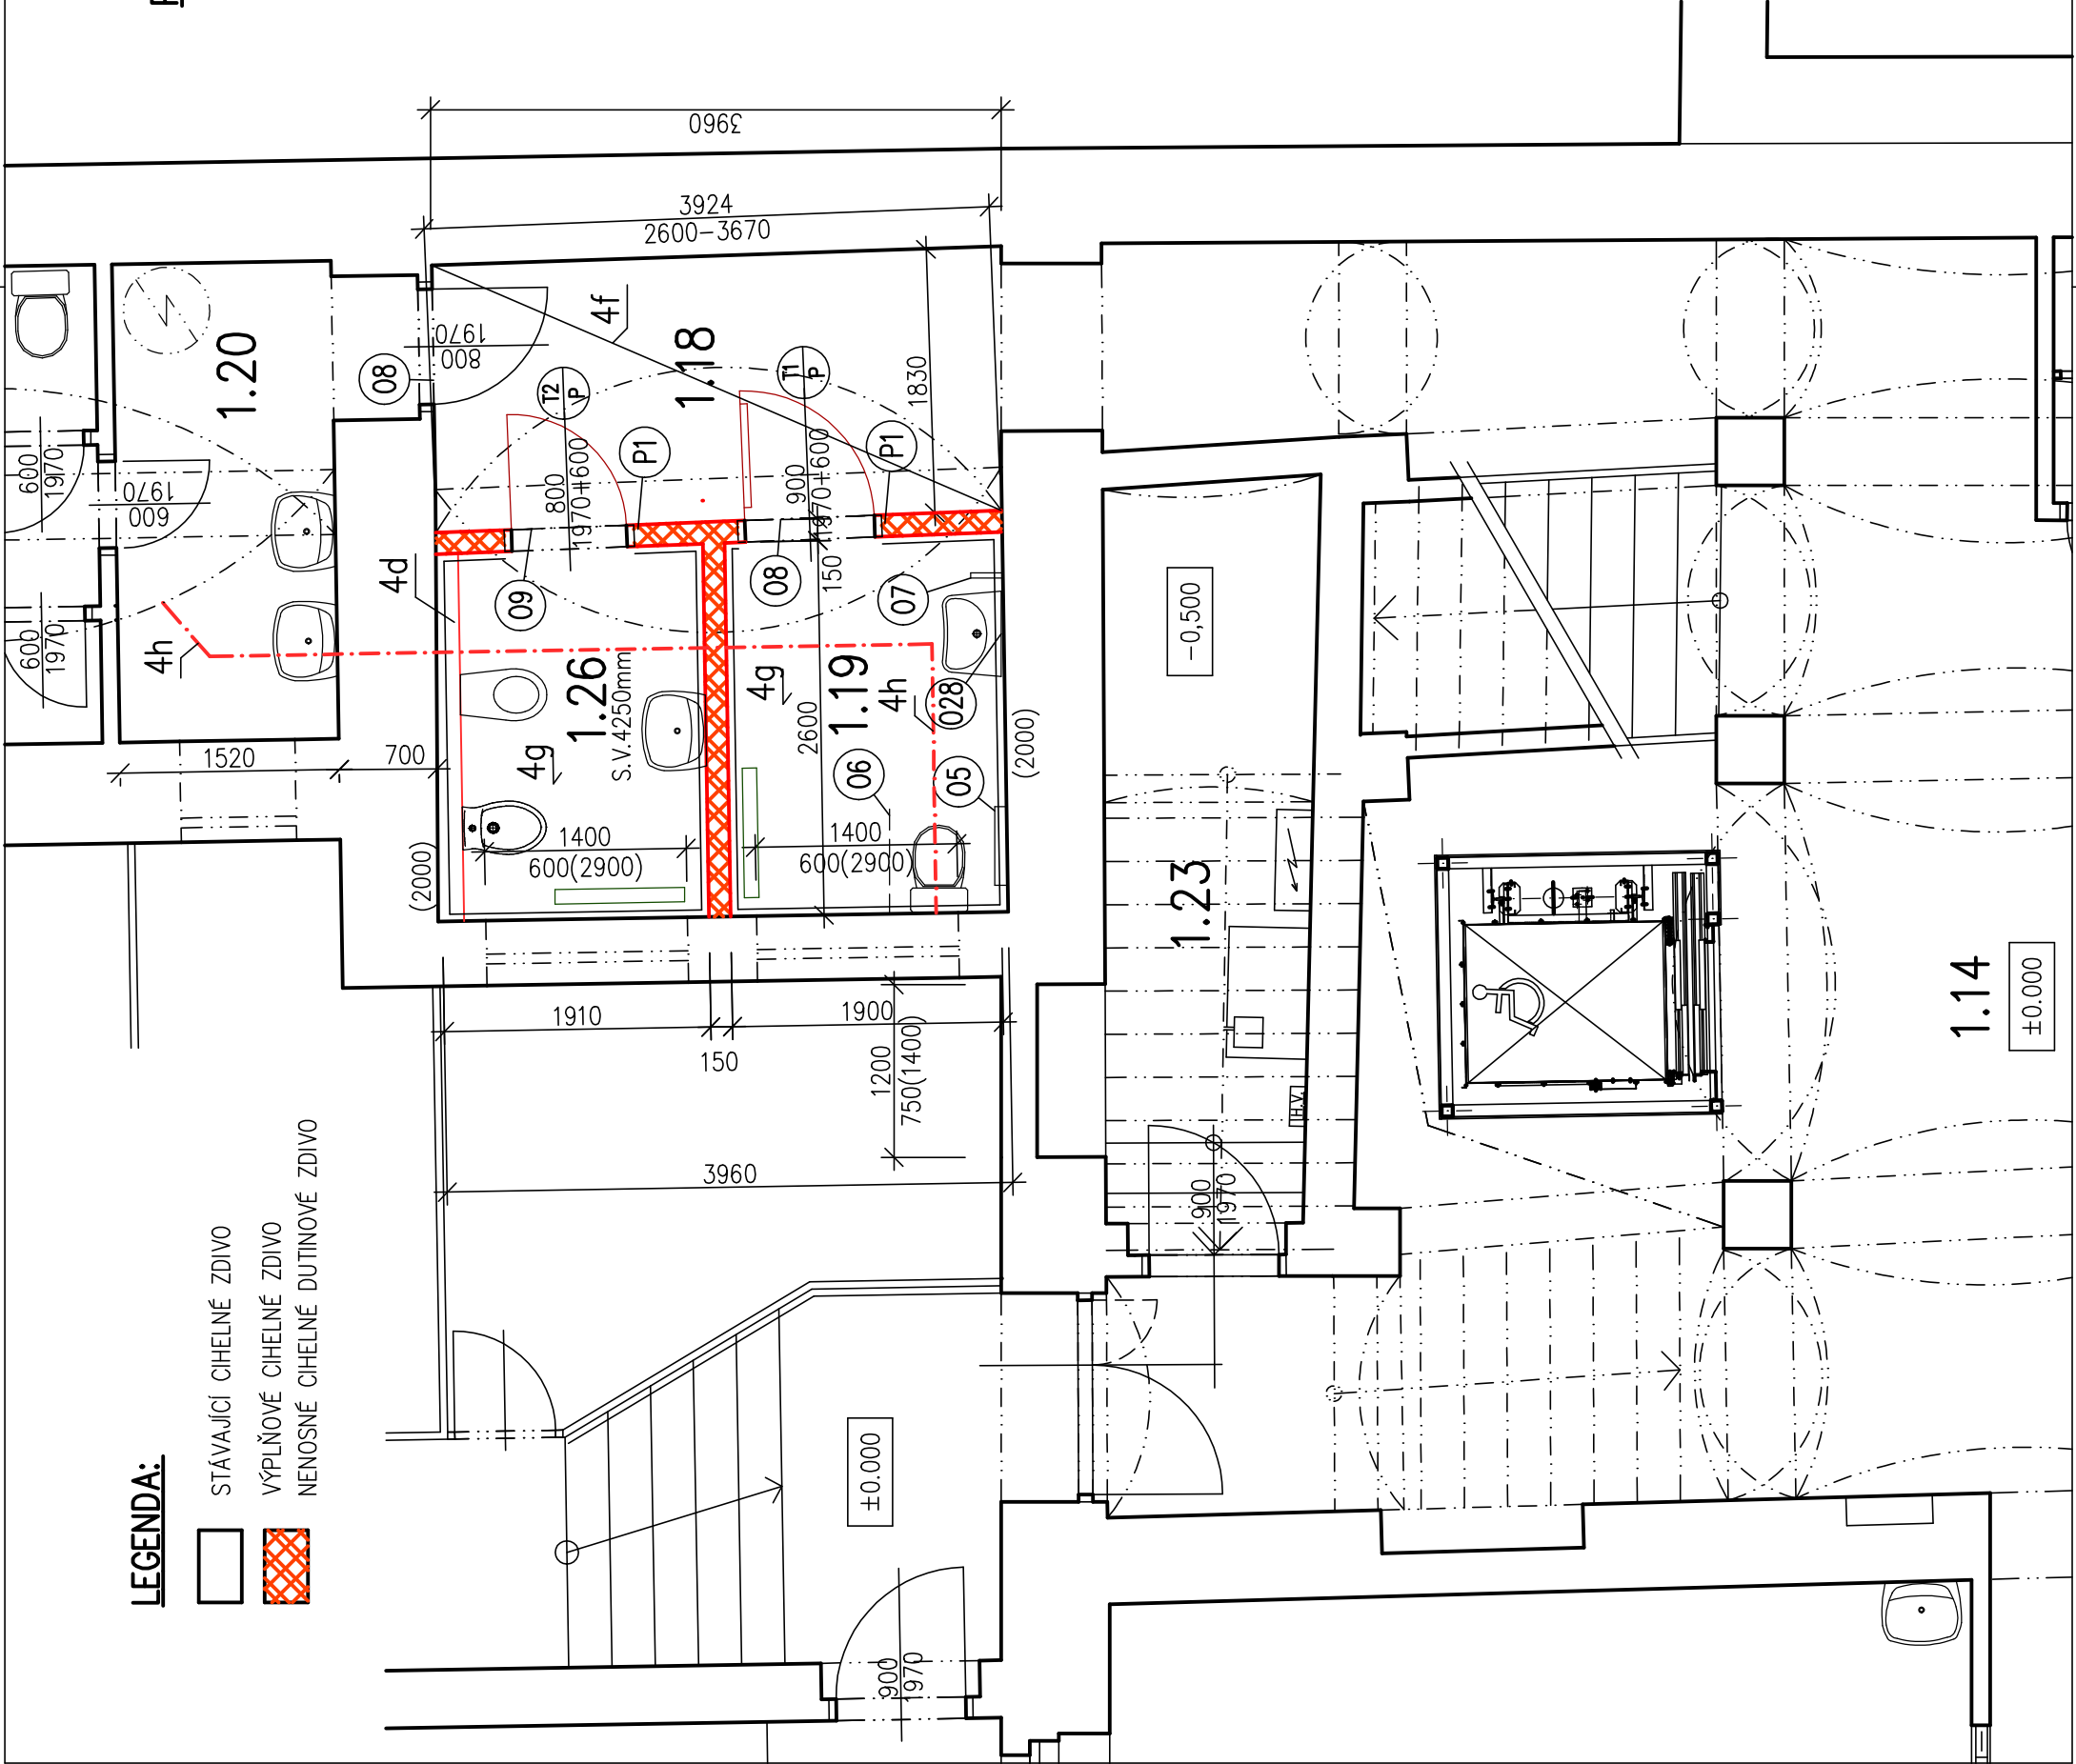 3960
3924
2600-3670
1.20
600
1970
600
1970
600
1970
08
800
1970
4f
1.18
T2
P
T1
P
1830
P1
P1
800
1970+600
900
1970+600
150
4d
09
08
07
4h
1.26
S.V.4250mm
4g
4g
1.19
4h
028
2600
06
05
(2000)
(2000)
1520
700
1400
600(2900)
1400
600(2900)
1910
150
1900
1200
750(1400)
3960
-0,500
1.23
H.V.
900
1970
1.14
±0.000
±0.000
900
1970
LEGENDA:
STÁVAJÍCÍ CIHELNÉ ZDIVO
VÝPLŇOVÉ CIHELNÉ ZDIVO
NENOSNÉ CIHELNÉ DUTINOVÉ ZDIVO